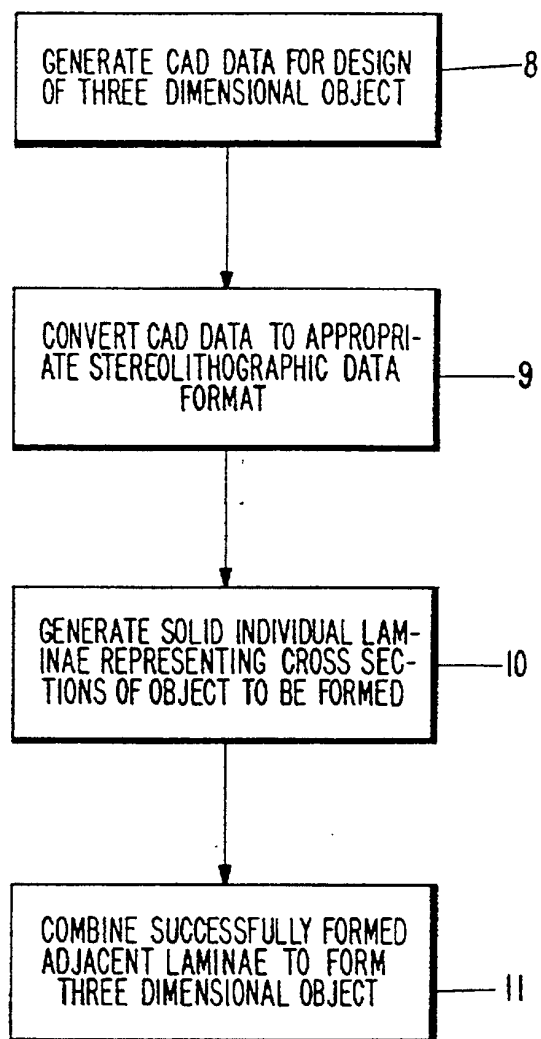 GENERATE CAD DATA FOR DESIGN
OF THREE DIMENSIONAL OBJECT
8
CONVERT CAD DATA TO APPROPRI-
ATE STEREOLITHOGRAPHIC DATA
FORMAT
9
GENERATE SOLID INDIVIDUAL LAM-
INAE REPRESENTING CROSS SEC-
TIONS OF OBJECT TO BE FORMED
10
COMBINE SUCCESSFULLY FORMED
ADJACENT LAMINAE TO FORM
THREE DIMENSIONAL OBJECT
11